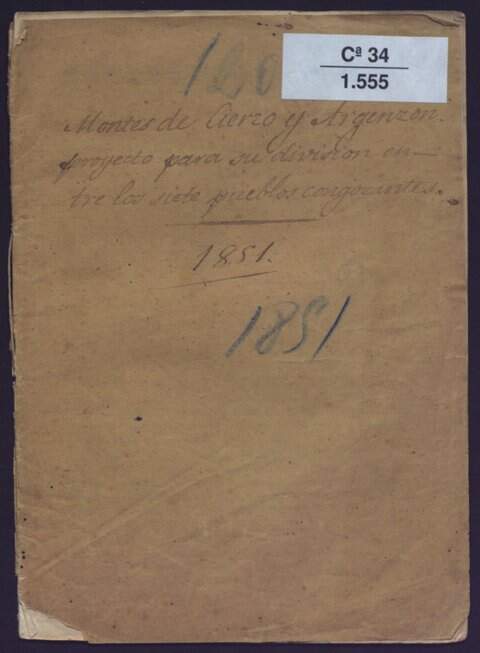 Cª 34
1.555
Montes de Cierzo y Argenzon.
proyecto para su division en-
tre los siete pueblos congozantes.
1851.
1851